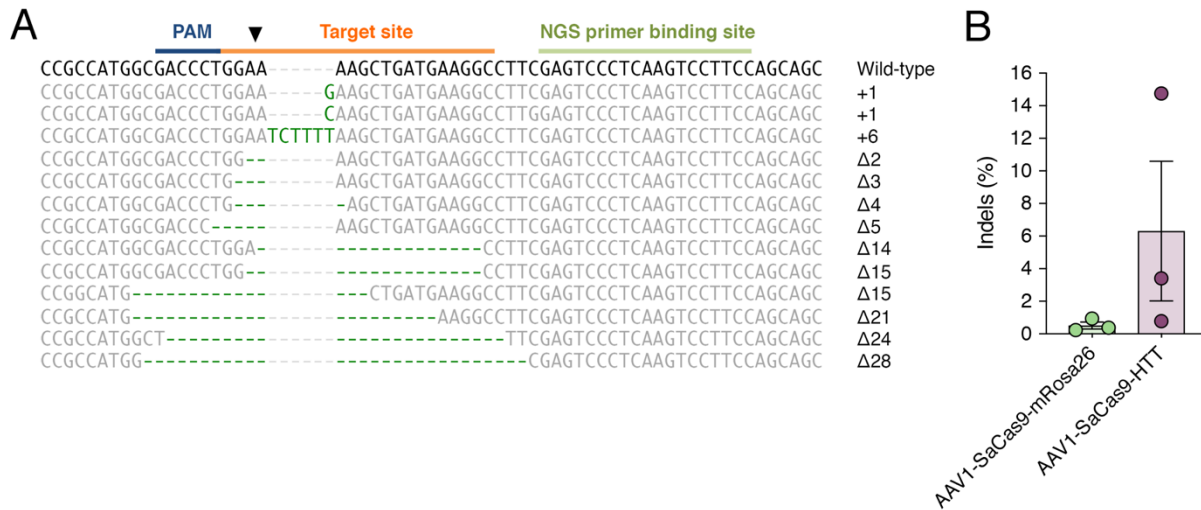 A
PAM ▼ Target site NGS primer binding site
CCGCCATGGCGACCCTGGAA------AAGCTGATGAAGGCCTTCGAGTCCCTCAAGTCCTTCCAGCAGC Wild-type
CCGCCATGGCGACCCTGGAA-----GAAGCTGATGAAGGCCTTCGAGTCCCTCAAGTCCTTCCAGCAGC +1
CCGCCATGGCGACCCTGGAA-----CAAGCTGATGAAGGCCTTCGAGTCCCTCAAGTCCTTCCAGCAGC +1
CCGCCATGGCGACCCTGGAATCTTTTAAGCTGATGAAGGCCTTCGAGTCCCTCAAGTCCTTCCAGCAGC +6
CCGCCATGGCGACCCTGG--------AAGCTGATGAAGGCCTTCGAGTCCCTCAAGTCCTTCCAGCAGC Δ2
CCGCCATGGCGACCCTG---------AAGCTGATGAAGGCCTTCGAGTCCCTCAAGTCCTTCCAGCAGC Δ3
CCGCCATGGCGACCCTG----------AGCTGATGAAGGCCTTCGAGTCCCTCAAGTCCTTCCAGCAGC Δ4
CCGCCATGGCGACCC-----------AAGCTGATGAAGGCCTTCGAGTCCCTCAAGTCCTTCCAGCAGC Δ5
CCGCCATGGCGACCCTGGA--------------------CCTTCGAGTCCCTCAAGTCCTTCCAGCAGC Δ14
CCGCCATGGCGACCCTGG---------------------CCTTCGAGTCCCTCAAGTCCTTCCAGCAGC Δ15
CCGGCATG---------------------CTGATGAAGGCCTTCGAGTCCCTCAAGTCCTTCCAGCAGC Δ15
CCGCCATG---------------------------AAGGCCTTCGAGTCCCTCAAGTCCTTCCAGCAGC Δ21
CCGCCATGGCT------------------------------TTCGAGTCCCTCAAGTCCTTCCAGCAGC Δ24
CCGCCATGG----------------------------------CGAGTCCCTCAAGTCCTTCCAGCAGC Δ28
B
Indels (%)
16
14
12
10
8
6
4
2
0
AAV1-SaCas9-mRosa26
AAV1-SaCas9-HTT